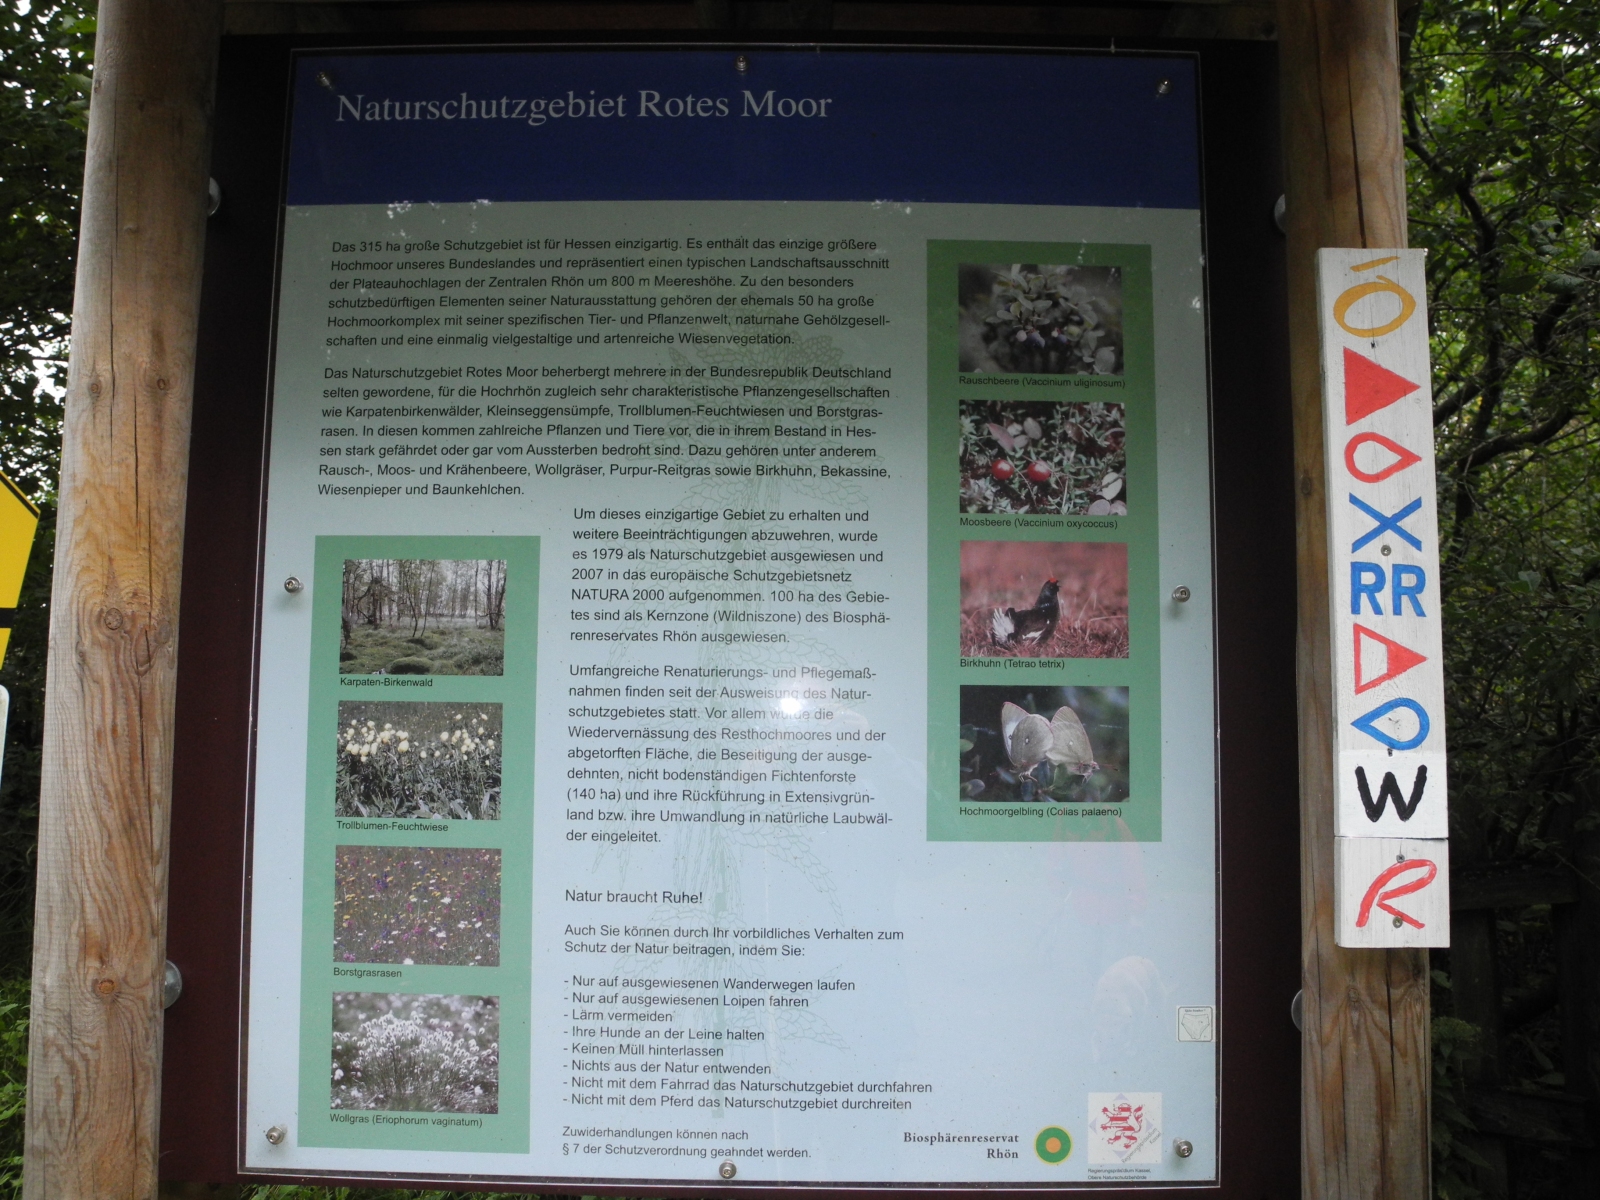 Naturschutzgebiet Rotes Moor
Das 315 ha große Schutzgebiet ist für Hessen einzigartig. Es enthält das einzige größere
Hochmoor unseres Bundeslandes und repräsentiert einen typischen Landschaftsausschnitt
der Plateauhochlagen der Zentralen Rhön um 800 m Meereshöhe. Zu den besonders
schutzbedürftigen Elementen seiner Naturausstattung gehören der ehemals 50 ha große
Hochmoorkomplex mit seiner spezifischen Tier- und Pflanzenwelt, naturnahe Gehölzgesell-
schaften und eine einmalig vielgestaltige und artenreiche Wiesenvegetation.
Das Naturschutzgebiet Rotes Moor beherbergt mehrere in der Bundesrepublik Deutschland
selten gewordene, für die Hochrhön zugleich sehr charakteristische Pflanzengesellschaften
wie Karpatenbirkenwälder, Kleinseggensümpfe, Trollblumen-Feuchtwiesen und Borstgras-
rasen. In diesen kommen zahlreiche Pflanzen und Tiere vor, die in ihrem Bestand in Hes-
sen stark gefährdet oder gar vom Aussterben bedroht sind. Dazu gehören unter anderem
Rausch-, Moos- und Krähenbeere, Wollgräser, Purpur-Reitgras sowie Birkhuhn, Bekassine,
Wiesenpieper und Baunkehlchen.
Um dieses einzigartige Gebiet zu erhalten und
weitere Beeinträchtigungen abzuwehren, wurde
es 1979 als Naturschutzgebiet ausgewiesen und
2007 in das europäische Schutzgebietsnetz
NATURA 2000 aufgenommen. 100 ha des Gebie-
tes sind als Kernzone (Wildniszone) des Biosphä-
renreservates Rhön ausgewiesen.
Umfangreiche Renaturierungs- und Pflegemaß-
nahmen finden seit der Ausweisung des Natur-
schutzgebietes statt. Vor allem wurde die
Wiedervernässung des Resthochmoores und der
abgetorften Fläche, die Beseitigung der ausge-
dehnten, nicht bodenständigen Fichtenforste
(140 ha) und ihre Rückführung in Extensivgrün-
land bzw. ihre Umwandlung in natürliche Laubwäl-
der eingeleitet.
Natur braucht Ruhe!
Auch Sie können durch Ihr vorbildliches Verhalten zum
Schutz der Natur beitragen, indem Sie:
- Nur auf ausgewiesenen Wanderwegen laufen
- Nur auf ausgewiesenen Loipen fahren
- Lärm vermeiden
- Ihre Hunde an der Leine halten
- Keinen Müll hinterlassen
- Nichts aus der Natur entwenden
- Nicht mit dem Fahrrad das Naturschutzgebiet durchfahren
- Nicht mit dem Pferd das Naturschutzgebiet durchreiten
Zuwiderhandlungen können nach
§ 7 der Schutzverordnung geahndet werden.
Karpaten-Birkenwald
Trollblumen-Feuchtwiese
Borstgrasrasen
Wollgras (Eriophorum vaginatum)
Rauschbeere (Vaccinium uliginosum)
Moosbeere (Vaccinium oxycoccus)
Birkhuhn (Tetrao tetrix)
Hochmoorgelbling (Colias palaeno)
Biosphärenreservat
Rhön
Regierungspräsidium Kassel
Obere Naturschutzbehörde
X
RR
W
R